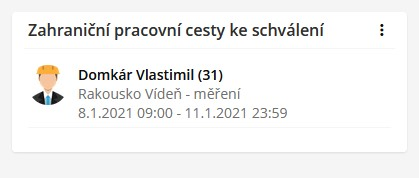 Zahraniční pracovní cesty ke schválení
Domkár Vlastimil (31)
Rakousko Vídeň - měření
8.1.2021 09:00 - 11.1.2021 23:59